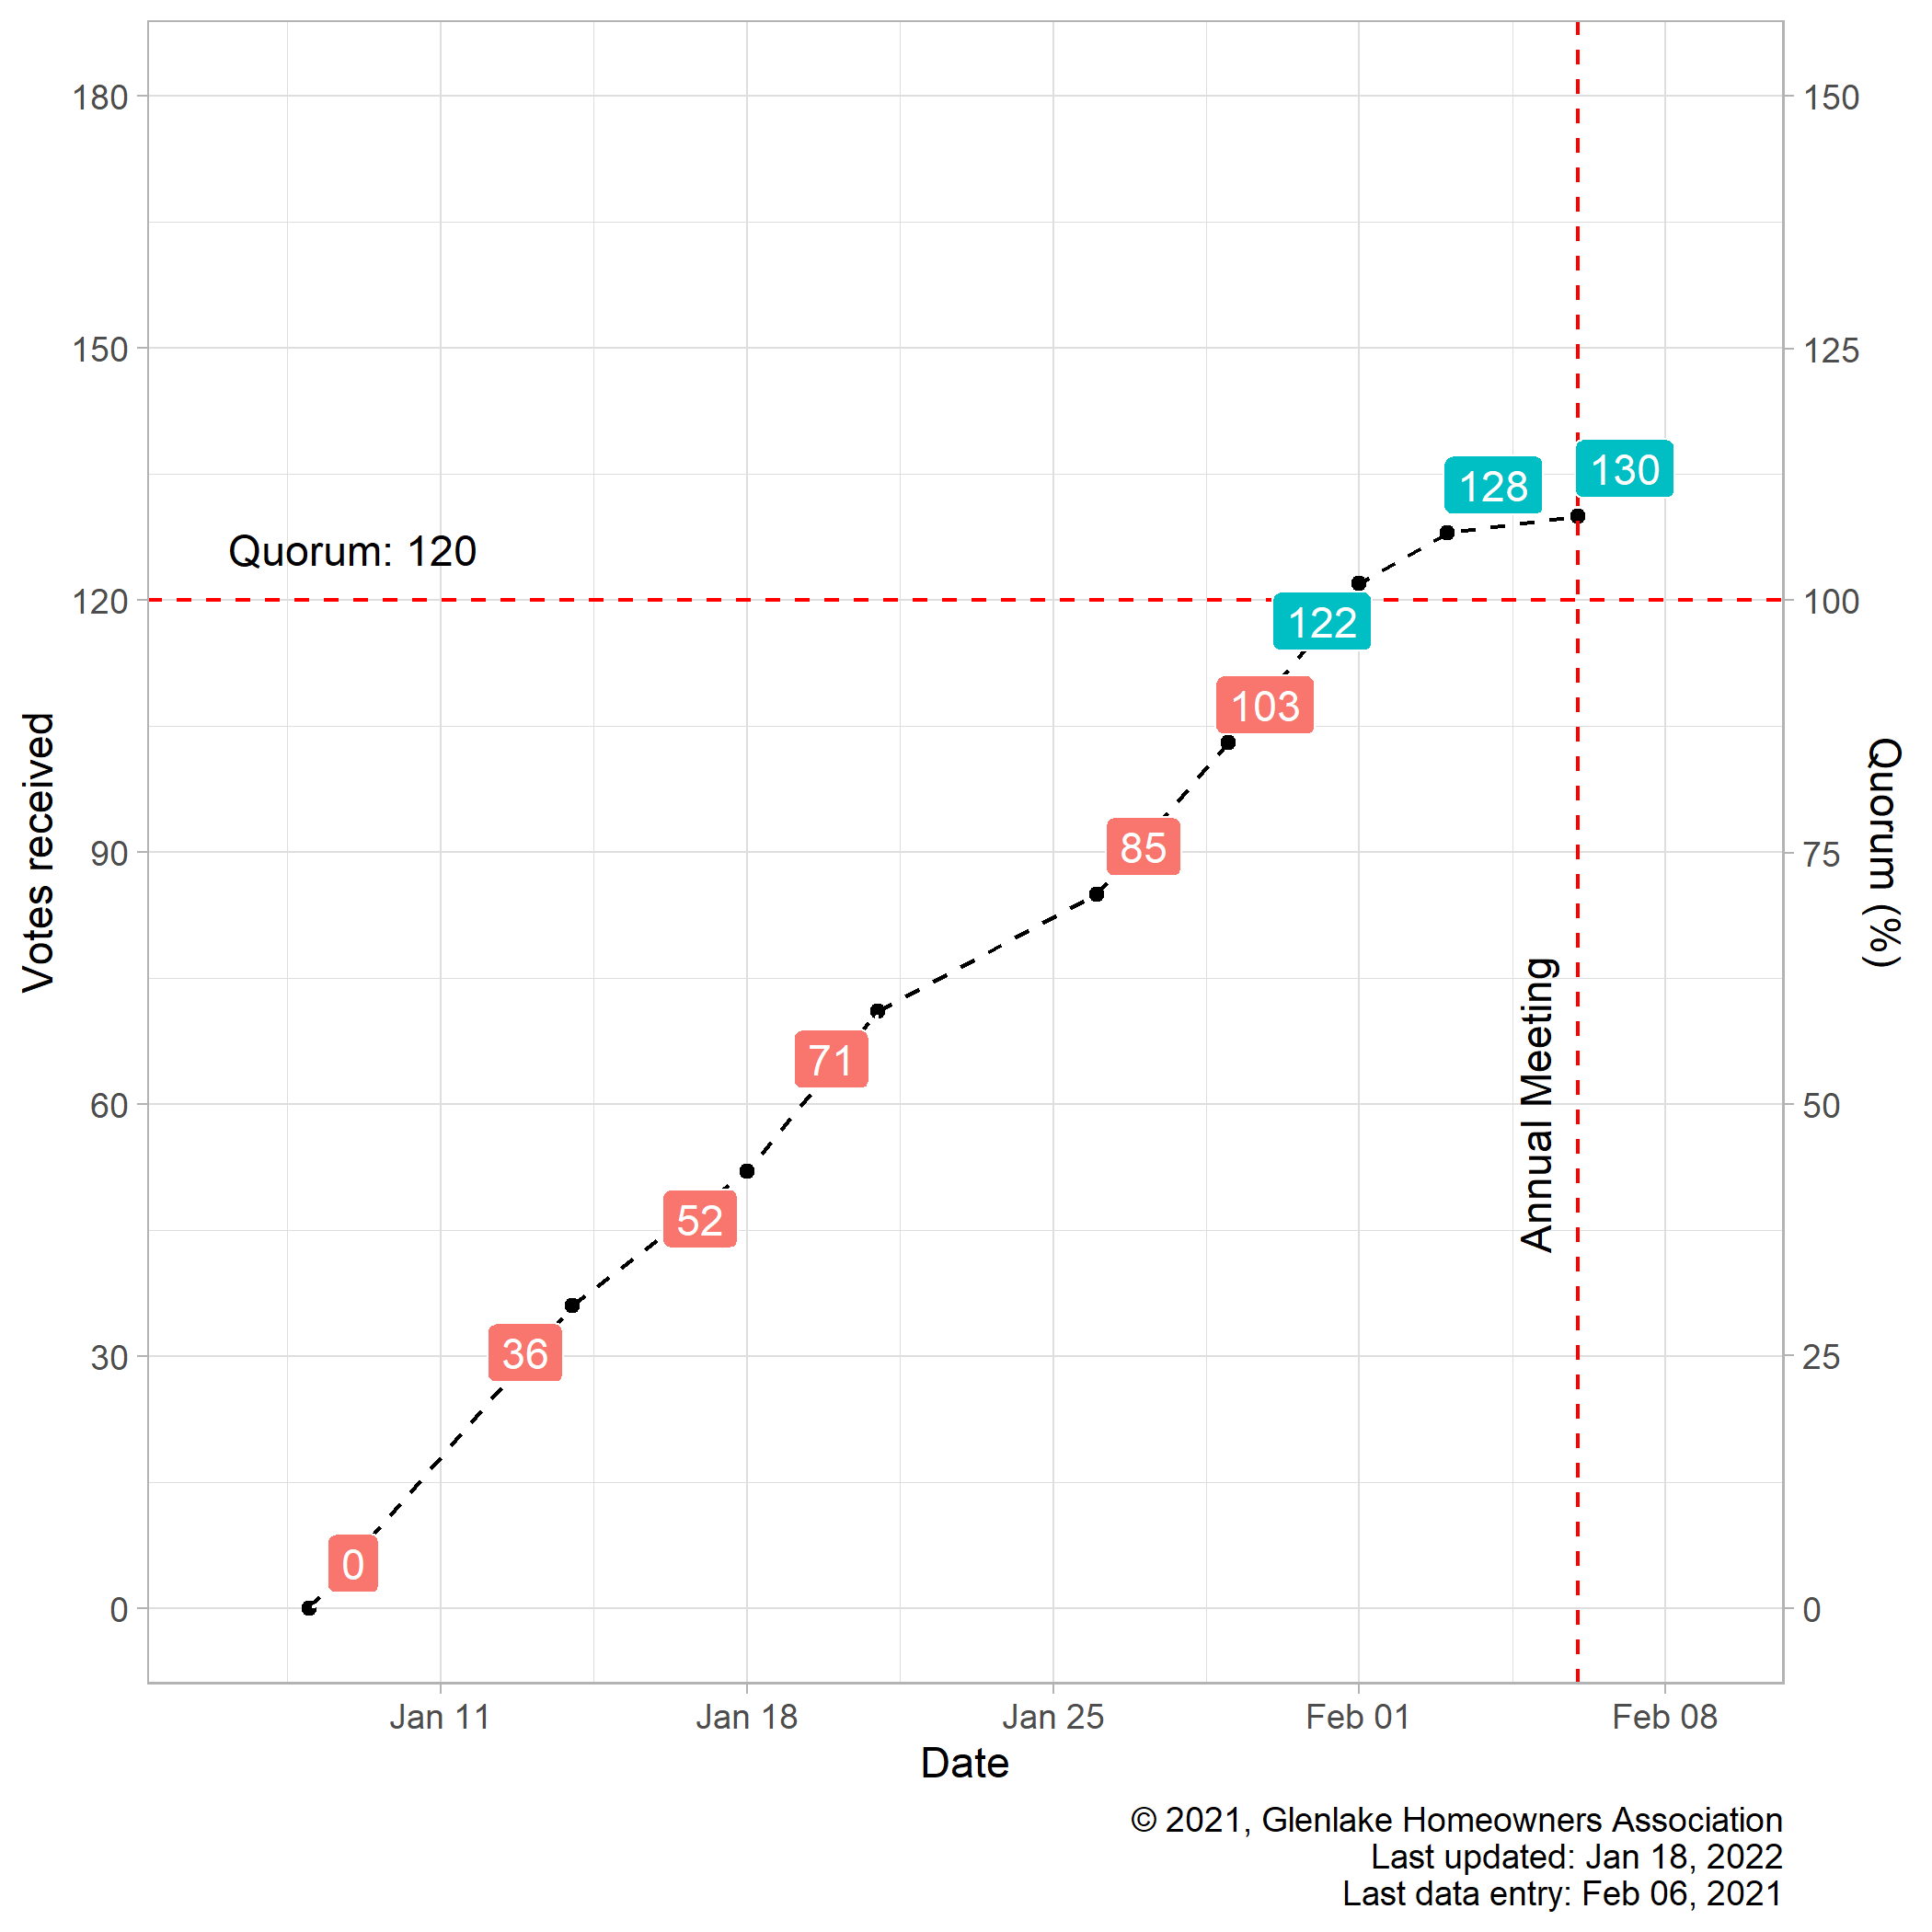 180
150
120
90
60
30
0
Votes received
150
125
100
75
50
25
0
Quorum (%)
Quorum: 120
Annual Meeting
0
36
52
71
85
103
122
128
130
Jan 11
Jan 18
Jan 25
Feb 01
Feb 08
Date
© 2021, Glenlake Homeowners Association
Last updated: Jan 18, 2022
Last data entry: Feb 06, 2021